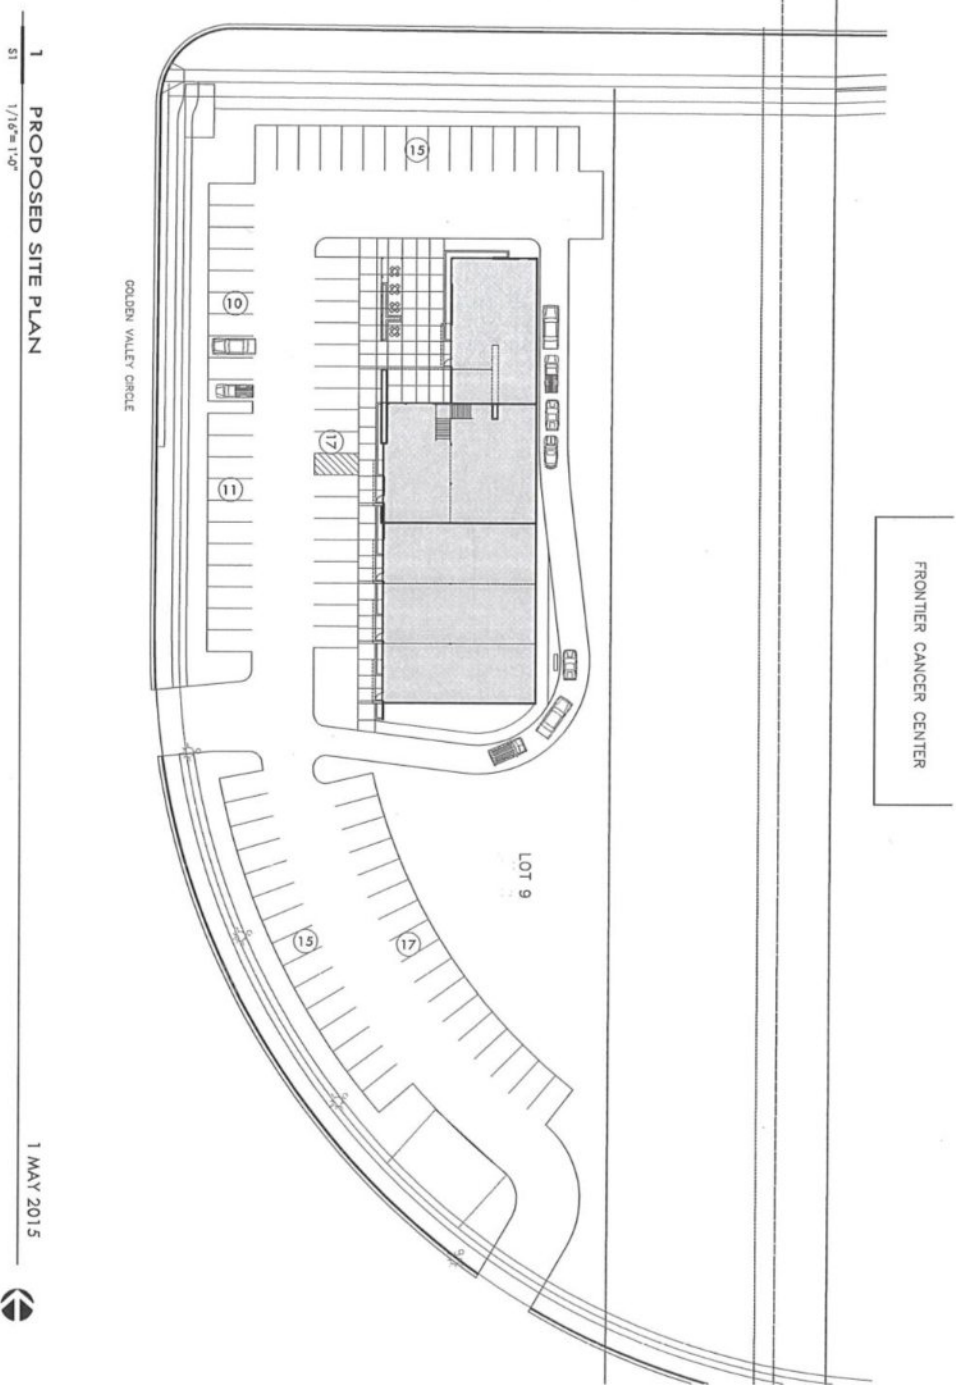 1
S1
PROPOSED SITE PLAN
1/16"= 1'-0"
1 MAY 2015
GOLDEN VALLEY CIRCLE
FRONTIER CANCER CENTER
LOT 9
15
10
17
11
15
17